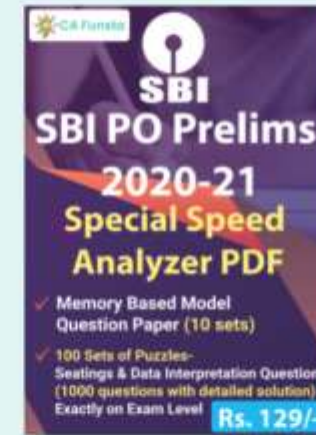 CA Funsta
SBI
SBI PO Prelims
2020-21
Special Speed
Analyzer PDF
✓ Memory Based Model
Question Paper (10 sets)
✓ 100 Sets of Puzzles-
Seatings & Data Interpretation Question
(1000 questions with detailed solution)
Exactly on Exam Level
Rs. 129/-